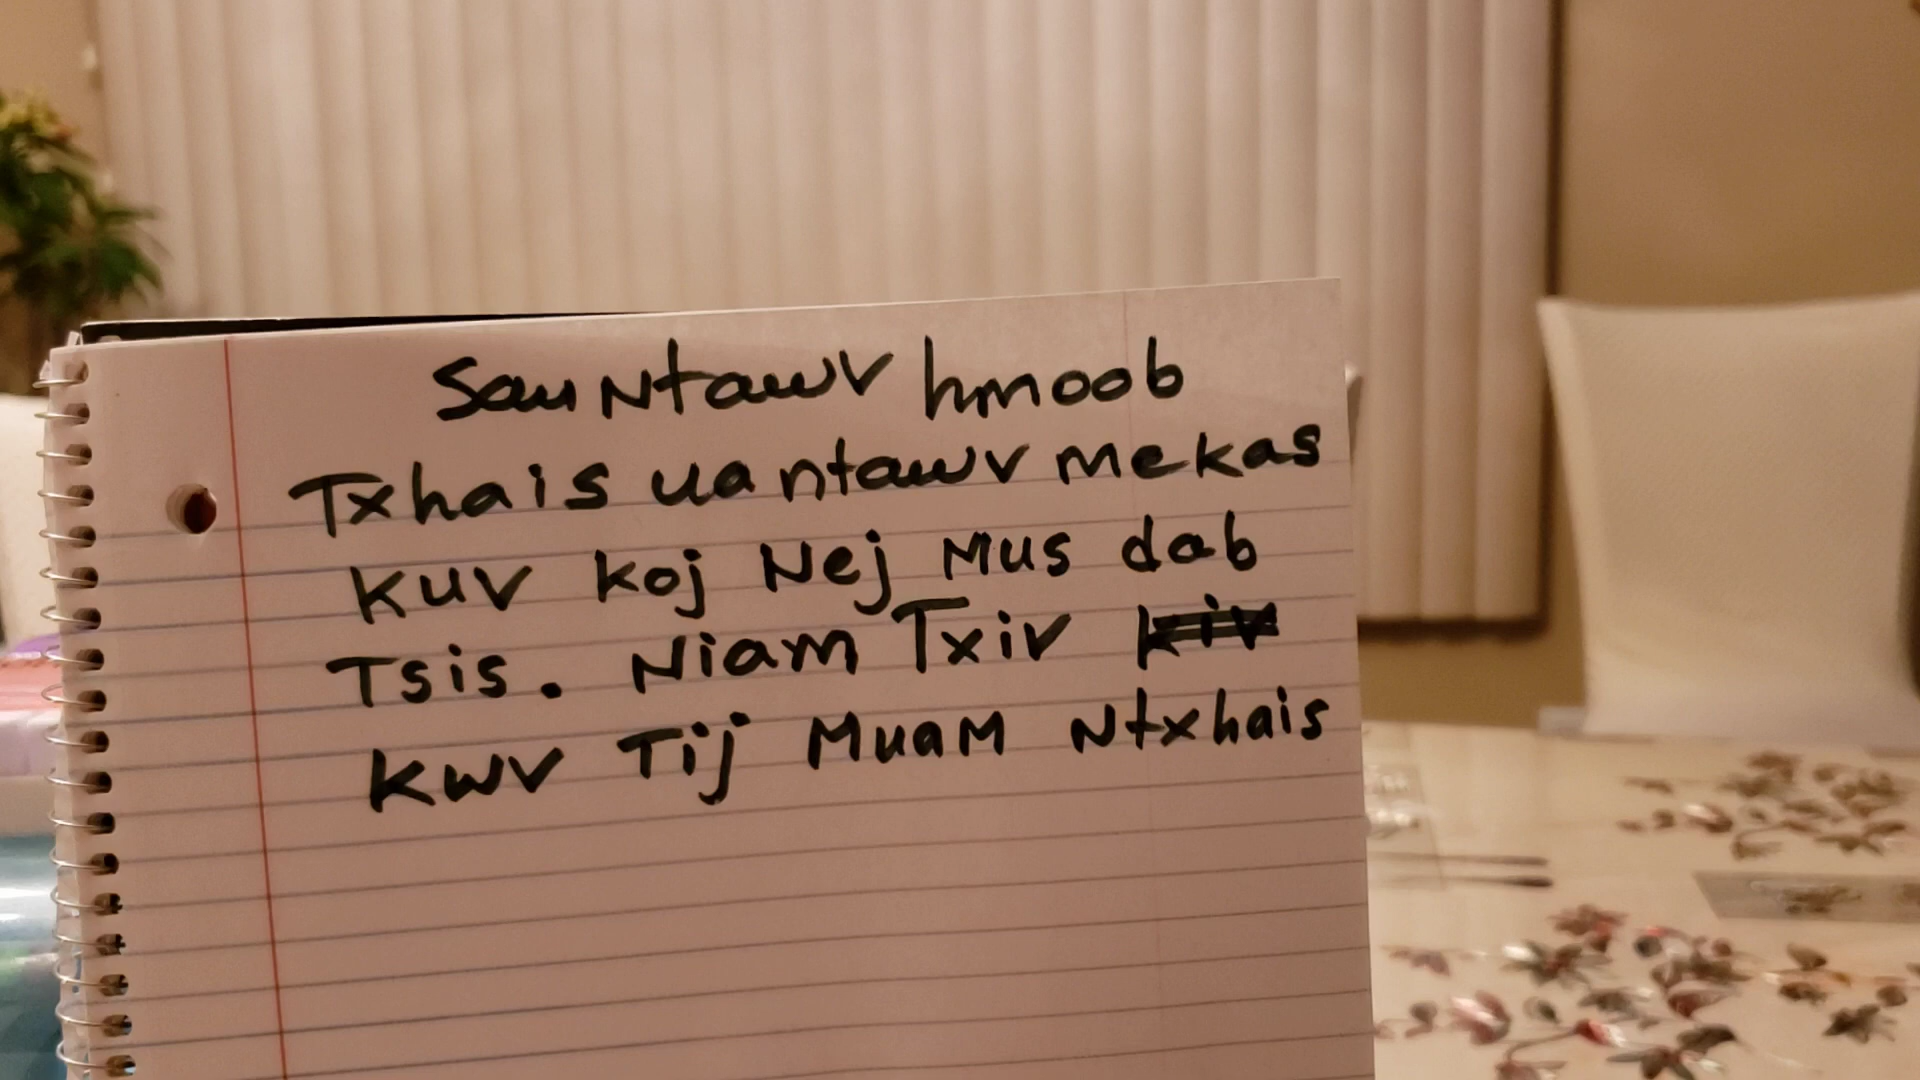 Sau Ntawv hmoob
Txhais ua ntawv mekas
Kuv koj Nej Mus dab
Tsis. Niam Txiv kiv
Kwv Tij Muam Ntxhais